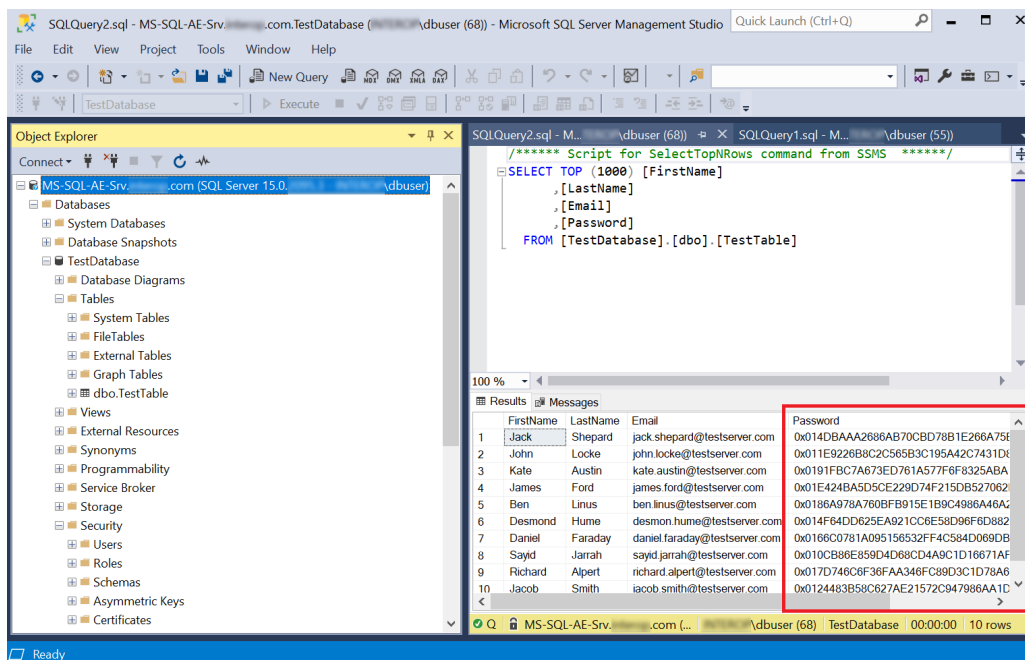 SQLQuery2.sql - MS-SQL-AE-Srv. .com.TestDatabase ( \dbuser (68)) - Microsoft SQL Server Management Studio
Quick Launch (Ctrl+Q)
File Edit View Project Tools Window Help
New Query MDX DMX XMLA DAX
TestDatabase Execute
Object Explorer
SQLQuery2.sql - M... \dbuser (68)) SQLQuery1.sql - M... \dbuser (55))
Connect
MS-SQL-AE-Srv. .com (SQL Server 15.0. \dbuser)
Databases
System Databases
Database Snapshots
TestDatabase
Database Diagrams
Tables
System Tables
FileTables
External Tables
Graph Tables
dbo.TestTable
Views
External Resources
Synonyms
Programmability
Service Broker
Storage
Security
Users
Roles
Schemas
Asymmetric Keys
Certificates
/****** Script for SelectTopNRows command from SSMS ******/
SELECT TOP (1000) [FirstName]
,[LastName]
,[Email]
,[Password]
FROM [TestDatabase].[dbo].[TestTable]
100 %
Results Messages
FirstName LastName Email Password
1 Jack Shepard jack.shepard@testserver.com 0x014DBAAA2686AB70CBD78B1E266A75E
2 John Locke john.locke@testserver.com 0x011E9226B8C2C565B3C195A42C7431D8
3 Kate Austin kate.austin@testserver.com 0x0191FBC7A673ED761A577F6F8325ABA
4 James Ford james.ford@testserver.com 0x01E424BA5D5CE229D74F215DB527062
5 Ben Linus ben.linus@testserver.com 0x0186A978A760BFB915E1B9C4986A46A2
6 Desmond Hume desmon.hume@testserver.com 0x014F64DD625EA921CC6E58D96F6D882
7 Daniel Faraday daniel.faraday@testserver.com 0x0166C0781A095156532FF4C584D069DB
8 Sayid Jarrah sayid.jarrah@testserver.com 0x010CB86E859D4D68CD4A9C1D16671AF
9 Richard Alpert richard.alpert@testserver.com 0x017D746C6F36FAA346FC89D3C1D78A6
10 Jacob Smith jacob.smith@testserver.com 0x0124483B58C627AE21572C947986AA1D
MS-SQL-AE-Srv. .com (... \dbuser (68) TestDatabase 00:00:00 10 rows
Ready